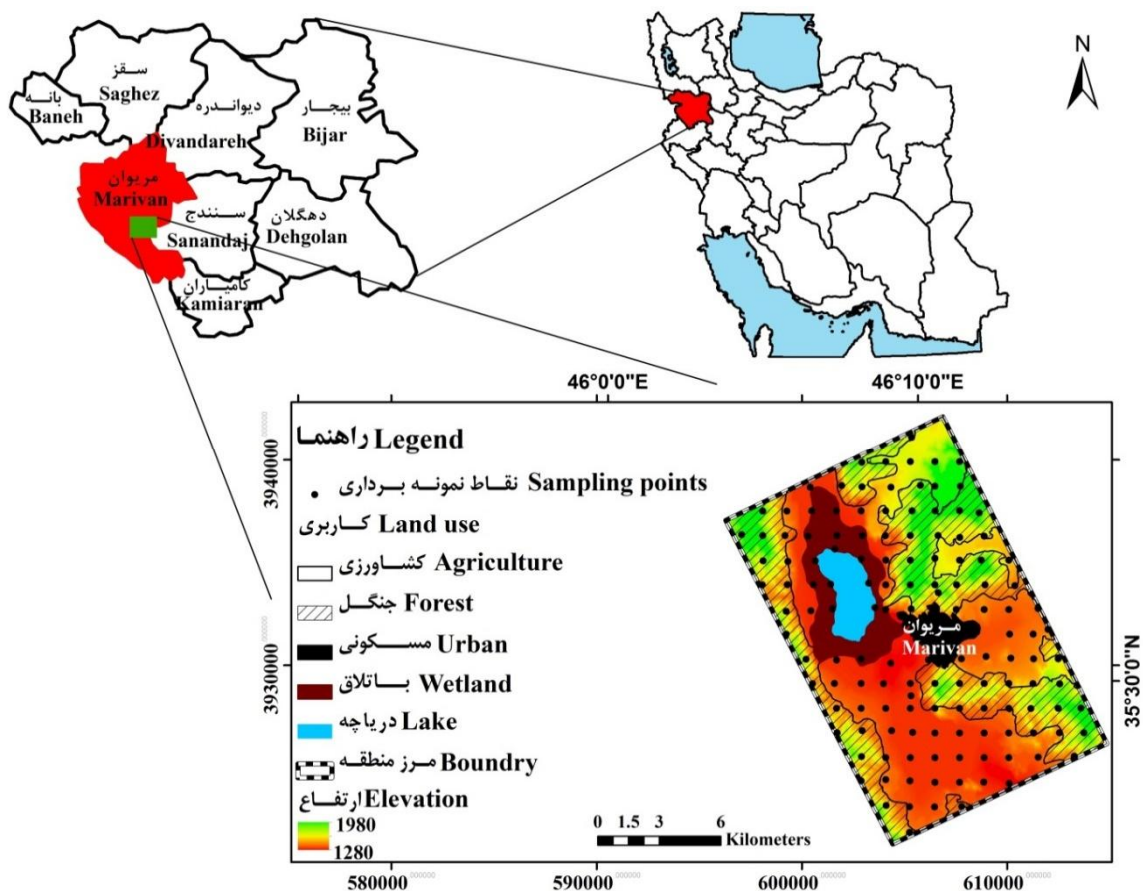 N
سقز
Saghez
بانه
Baneh
دیواندره
Divandareh
بیجار
Bijar
مریوان
Marivan
سنندج
Sanandaj
دهگلان
Dehgolan
کامیاران
Kamiaran
46°0'0"E
46°10'0"E
راهنما Legend
نقاط نمونه برداری Sampling points
کاربری Land use
کشاورزی Agriculture
جنگل Forest
مسکونی Urban
باتلاق Wetland
دریاچه Lake
مرز منطقه Boundry
ارتفاع Elevation
1980
1280
0 1.5 3 6
Kilometers
مریوان
Marivan
3940000
3930000
35°30'0"N
580000
590000
600000
610000